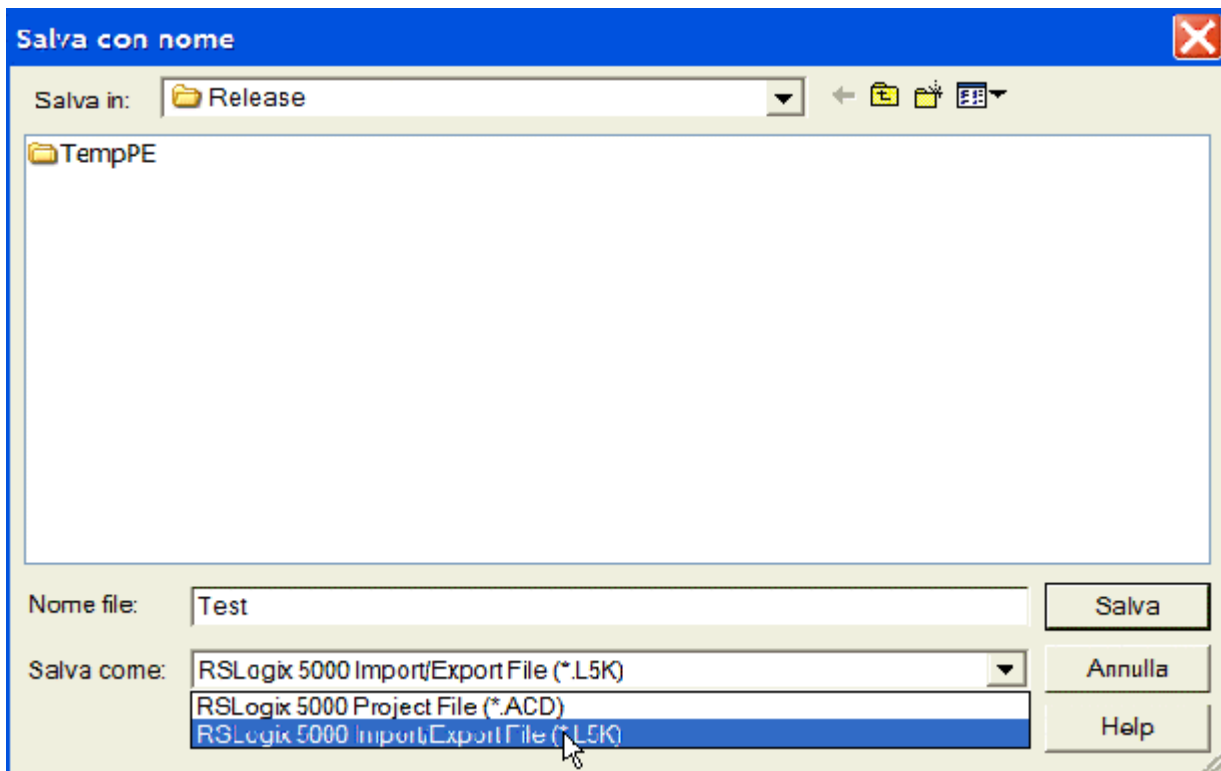 Salva con nome
Salva in: Release
TempPE
Nome file: Test Salva
Salva come: RSLogix 5000 Import/Export File (*.L5K) Annulla
RSLogix 5000 Project File (*.ACD)
RSLogix 5000 Import/Export File (*.L5K) Help